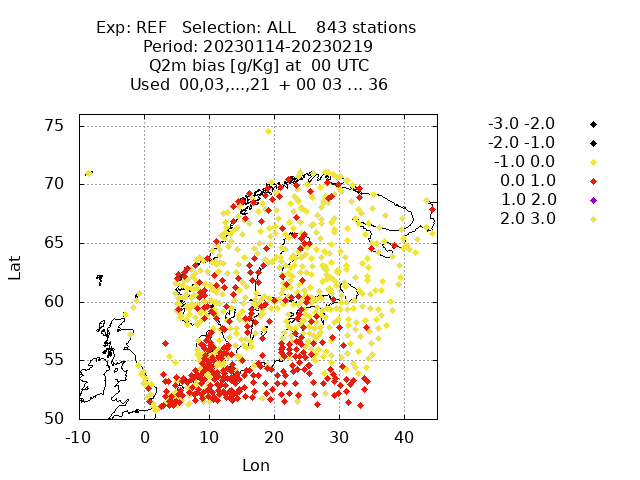 Exp: REF   Selection: ALL    843 stations
Period: 20230114-20230219
Q2m bias [g/Kg] at  00 UTC
Used  00,03,...,21  + 00 03 ... 36
-3.0 -2.0
-2.0 -1.0
-1.0 0.0
0.0 1.0
1.0 2.0
2.0 3.0
75
70
65
60
55
50
Lat
-10 0 10 20 30 40
Lon